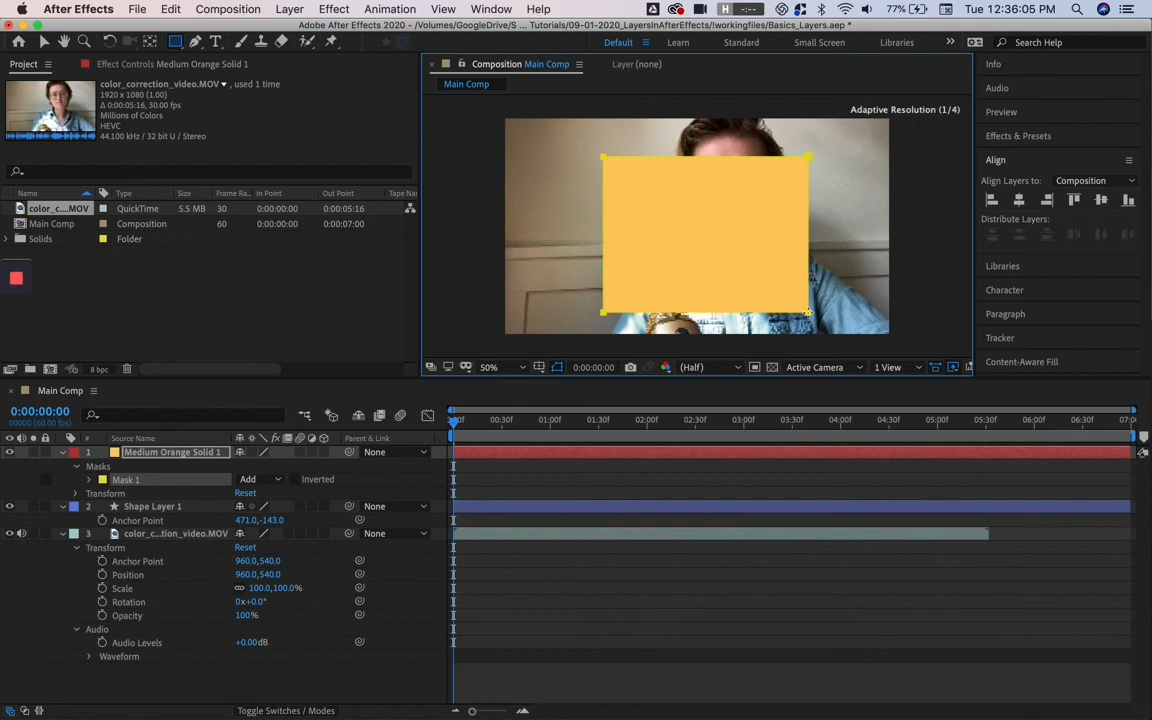 After Effects File Edit Composition Layer Effect Animation View Window Help 77% Tue 12:36:05 PM
Adobe After Effects 2020 - /Volumes/GoogleDrive/S ... Tutorials/09-01-2020_LayersInAfterEffects/!workingfiles/Basics_Layers.aep *
Default Learn Standard Small Screen Libraries Search Help
Project Effect Controls Medium Orange Solid 1
color_correction_video.MOV, used 1 time
1920 x 1080 (1.00)
Δ 0:00:05:16, 30.00 fps
Millions of Colors
HEVC
44.100 kHz / 32 bit U / Stereo
Name Type Size Frame Ra... In Point Out Point Tape Na
color_c....MOV QuickTime 5.5 MB 30 0:00:00:00 0:00:05:16
Main Comp Composition 60 0:00:00:00 0:00:07:00
Solids Folder
8 bpc
Composition Main Comp Layer (none)
Main Comp
Adaptive Resolution (1/4)
50% 0:00:00:00 (Half) Active Camera 1 View
Info
Audio
Preview
Effects & Presets
Align
Align Layers to: Composition
Distribute Layers:
Libraries
Character
Paragraph
Tracker
Content-Aware Fill
Main Comp
0:00:00:00
00000 (60.00 fps)
:00f 00:30f 01:00f 01:30f 02:00f 02:30f 03:00f 03:30f 04:00f 04:30f 05:00f 05:30f 06:00f 06:30f 07:0
# Source Name Parent & Link
1 Medium Orange Solid 1 None
Masks
Mask 1 Add Inverted
Transform Reset
2 Shape Layer 1 None
Anchor Point 471.0,-143.0
3 color_c...tion_video.MOV None
Transform Reset
Anchor Point 960.0,540.0
Position 960.0,540.0
Scale 100.0,100.0%
Rotation 0x+0.0°
Opacity 100%
Audio
Audio Levels +0.00dB
Waveform
Toggle Switches / Modes